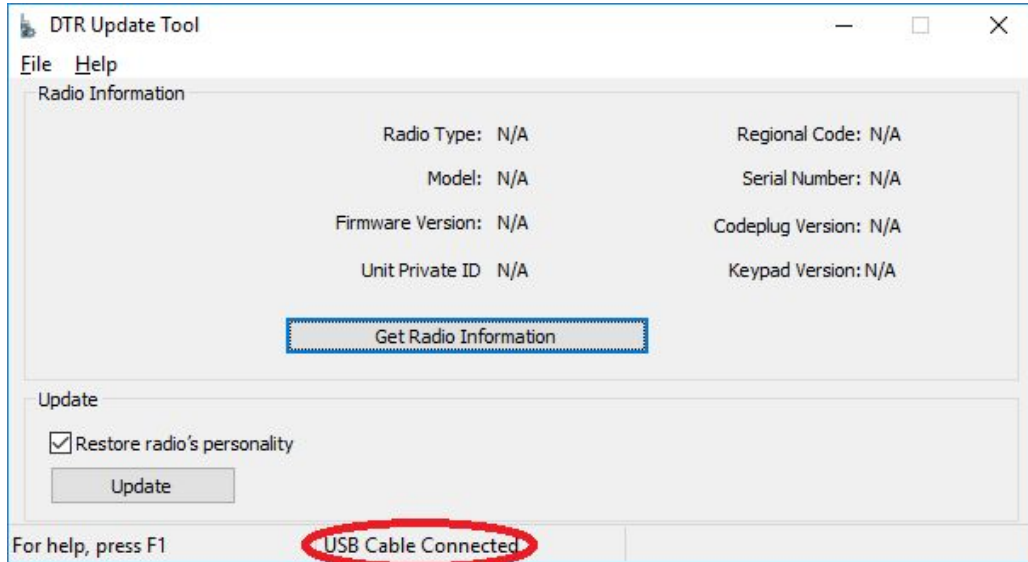 DTR Update Tool
File Help
Radio Information
Radio Type: N/A Regional Code: N/A
Model: N/A Serial Number: N/A
Firmware Version: N/A Codeplug Version: N/A
Unit Private ID N/A Keypad Version: N/A
Get Radio Information
Update
Restore radio's personality
Update
For help, press F1 USB Cable Connected